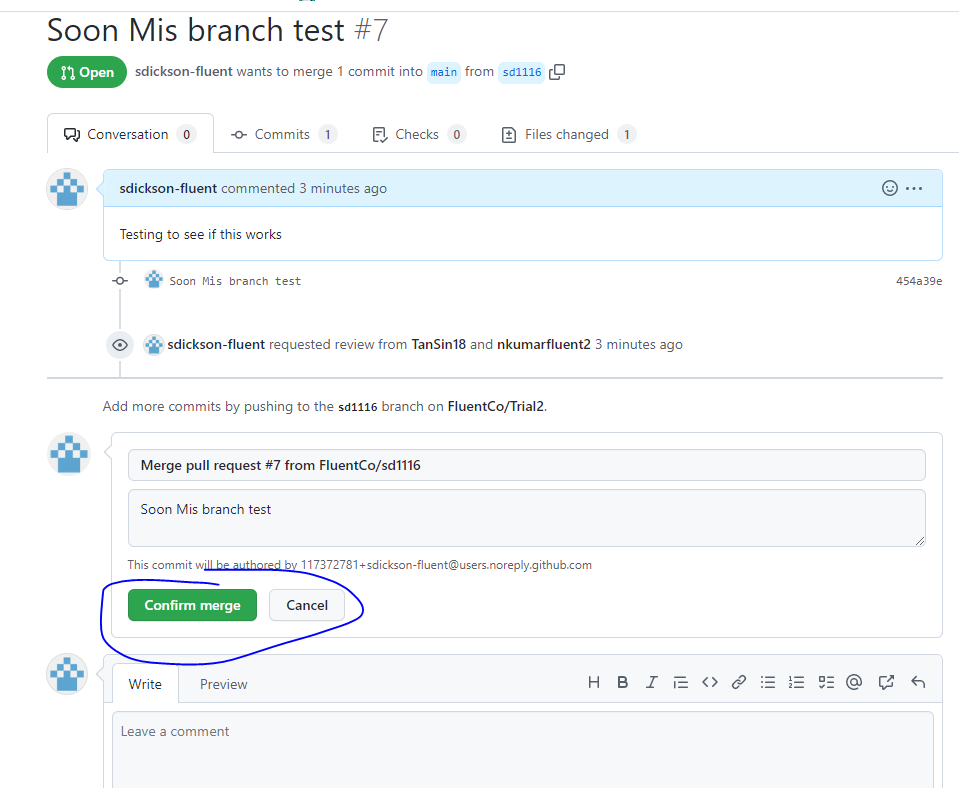 Soon Mis branch test #7
Open sdickson-fluent wants to merge 1 commit into main from sd1116
Conversation 0 Commits 1 Checks 0 Files changed 1
sdickson-fluent commented 3 minutes ago
Testing to see if this works
Soon Mis branch test 454a39e
sdickson-fluent requested review from TanSin18 and nkumarfluent2 3 minutes ago
Add more commits by pushing to the sd1116 branch on FluentCo/Trial2.
Merge pull request #7 from FluentCo/sd1116
Soon Mis branch test
This commit will be authored by 117372781+sdickson-fluent@users.noreply.github.com
Confirm merge Cancel
Write Preview
Leave a comment